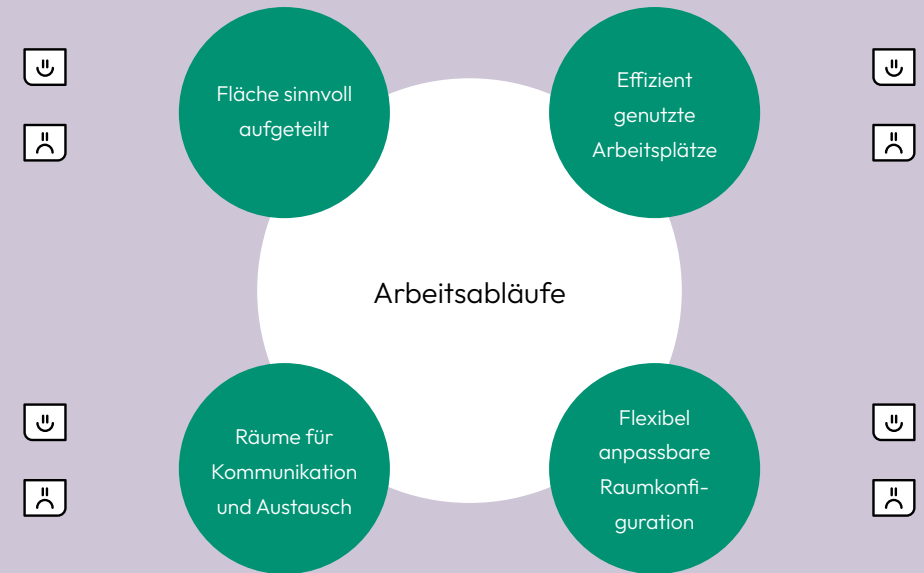 Fläche sinnvoll
aufgeteilt
Effizient
genutzte
Arbeitsplätze
Arbeitsabläufe
Räume für
Kommunikation
und Austausch
Flexibel
anpassbare
Raumkonfi-
guration